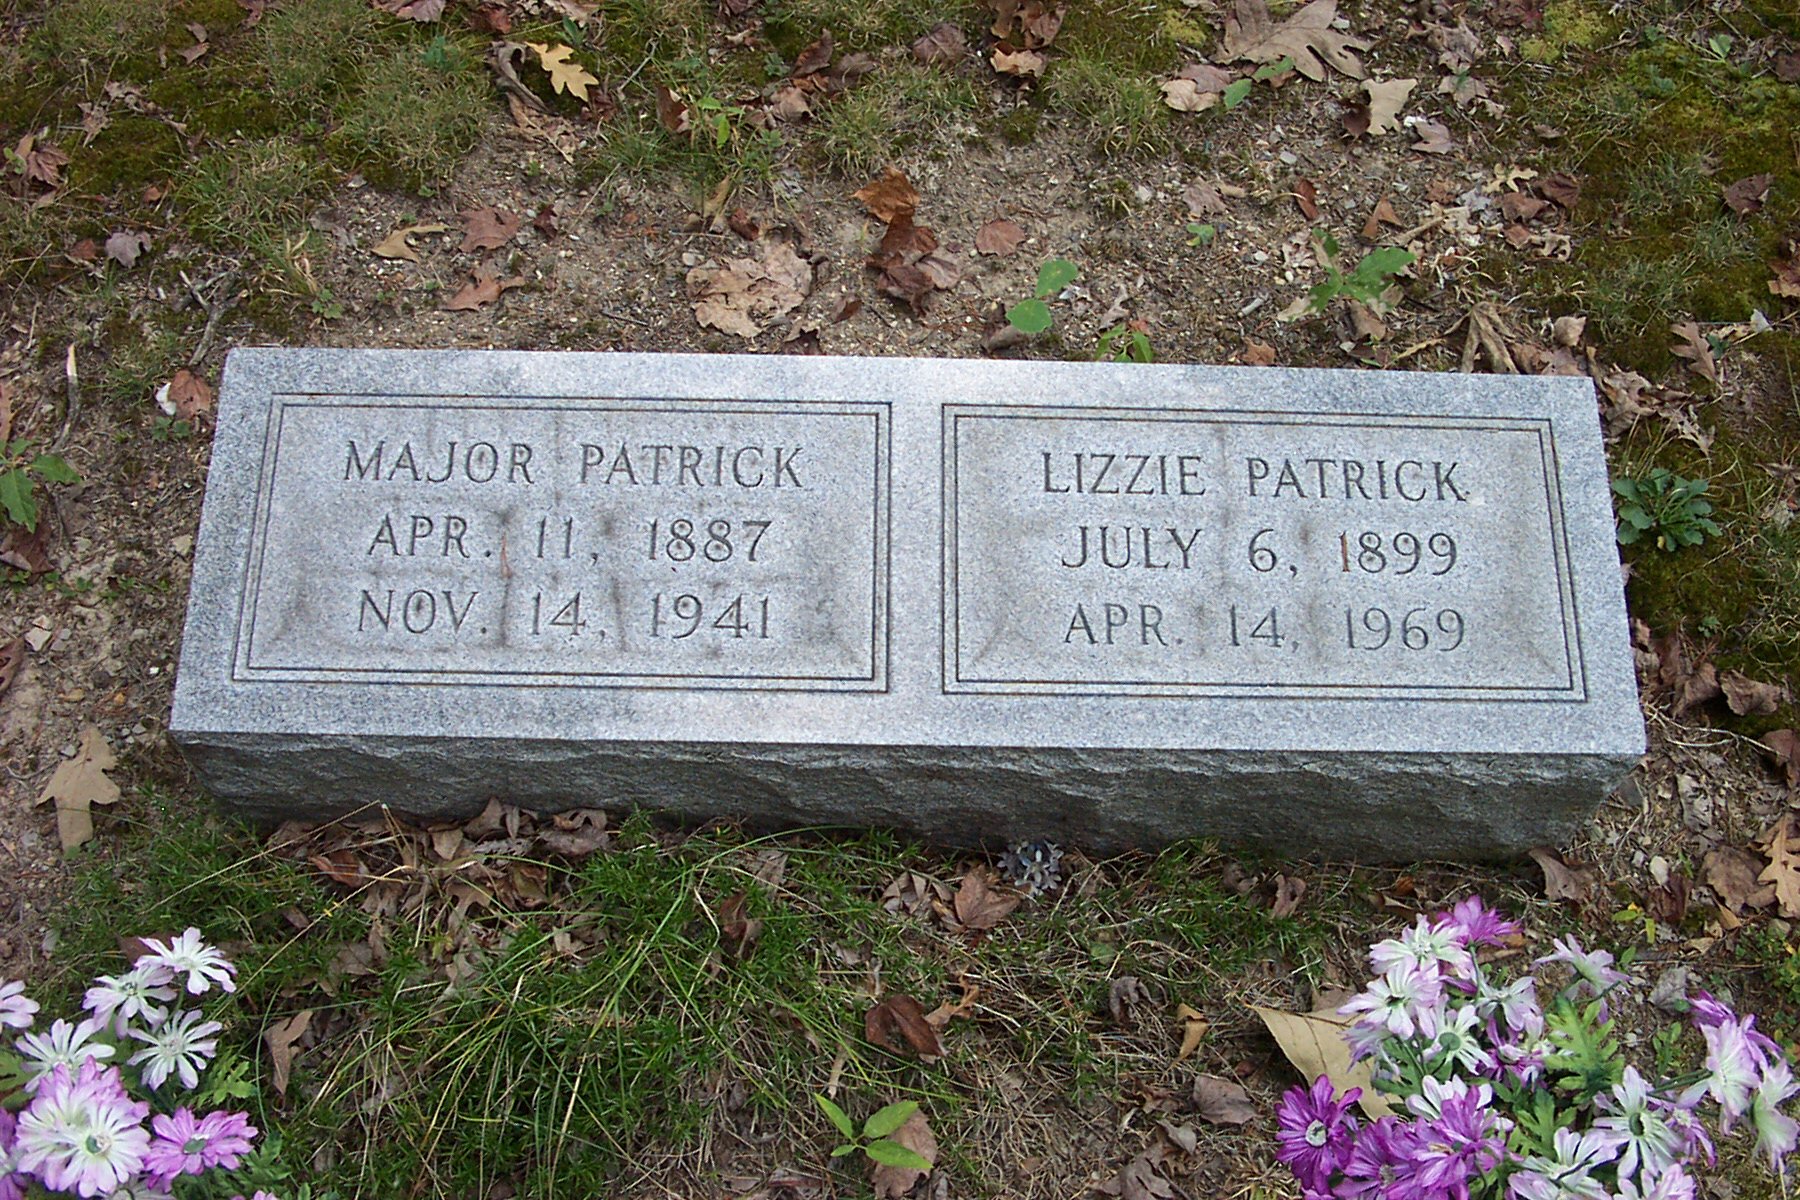 MAJOR PATRICK
APR. 11, 1887
NOV. 14, 1941
LIZZIE PATRICK
JULY 6, 1899
APR. 14, 1969